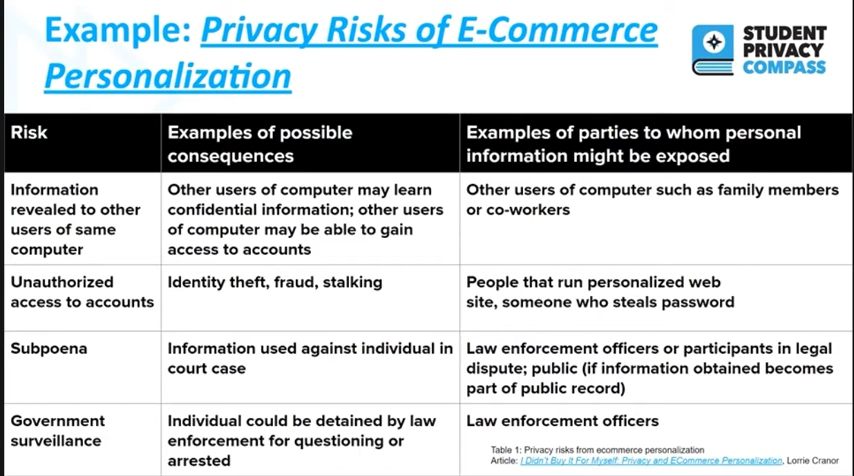 Example: Privacy Risks of E-Commerce
Personalization
STUDENT
PRIVACY
COMPASS
Risk
Examples of possible
consequences
Examples of parties to whom personal
information might be exposed
Information
revealed to other
users of same
computer
Other users of computer may learn
confidential information; other users
of computer may be able to gain
access to accounts
Other users of computer such as family members
or co-workers
Unauthorized
access to accounts
Identity theft, fraud, stalking
People that run personalized web
site, someone who steals password
Subpoena
Information used against individual in
court case
Law enforcement officers or participants in legal
dispute; public (if information obtained becomes
part of public record)
Government
surveillance
Individual could be detained by law
enforcement for questioning or
arrested
Law enforcement officers
Table 1: Privacy risks from ecommerce personalization
Article: I Didn't Buy It For Myself: Privacy and ECommerce Personalization, Lorrie Cranor